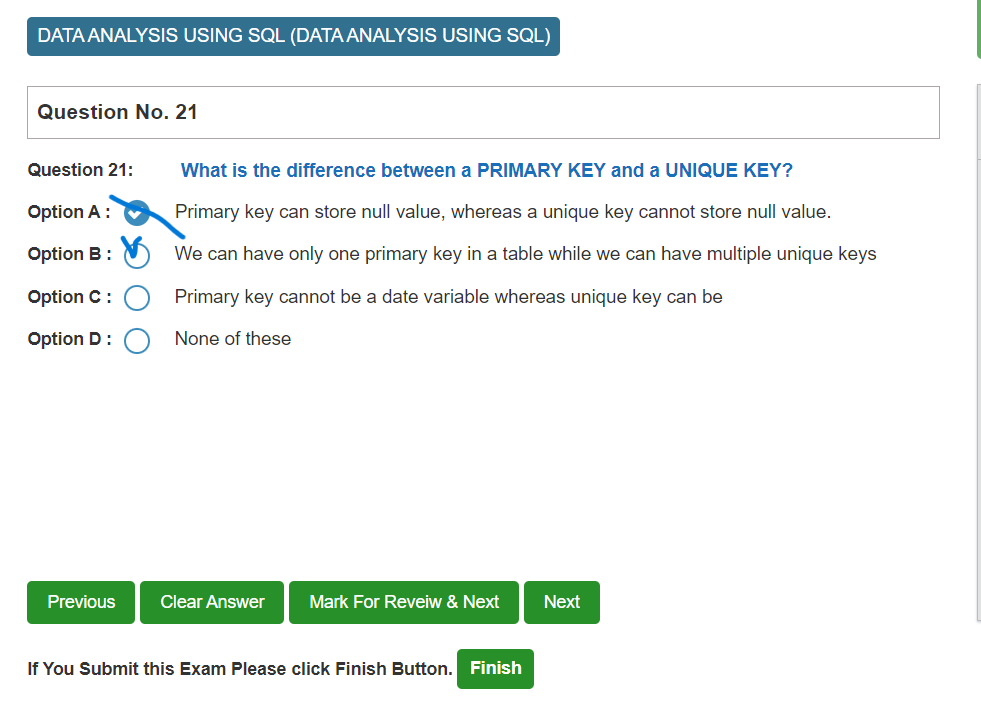 DATA ANALYSIS USING SQL (DATA ANALYSIS USING SQL)
Question No. 21
Question 21: What is the difference between a PRIMARY KEY and a UNIQUE KEY?
Option A : Primary key can store null value, whereas a unique key cannot store null value.
Option B : We can have only one primary key in a table while we can have multiple unique keys
Option C : Primary key cannot be a date variable whereas unique key can be
Option D : None of these
Previous Clear Answer Mark For Reveiw & Next Next
If You Submit this Exam Please click Finish Button. Finish